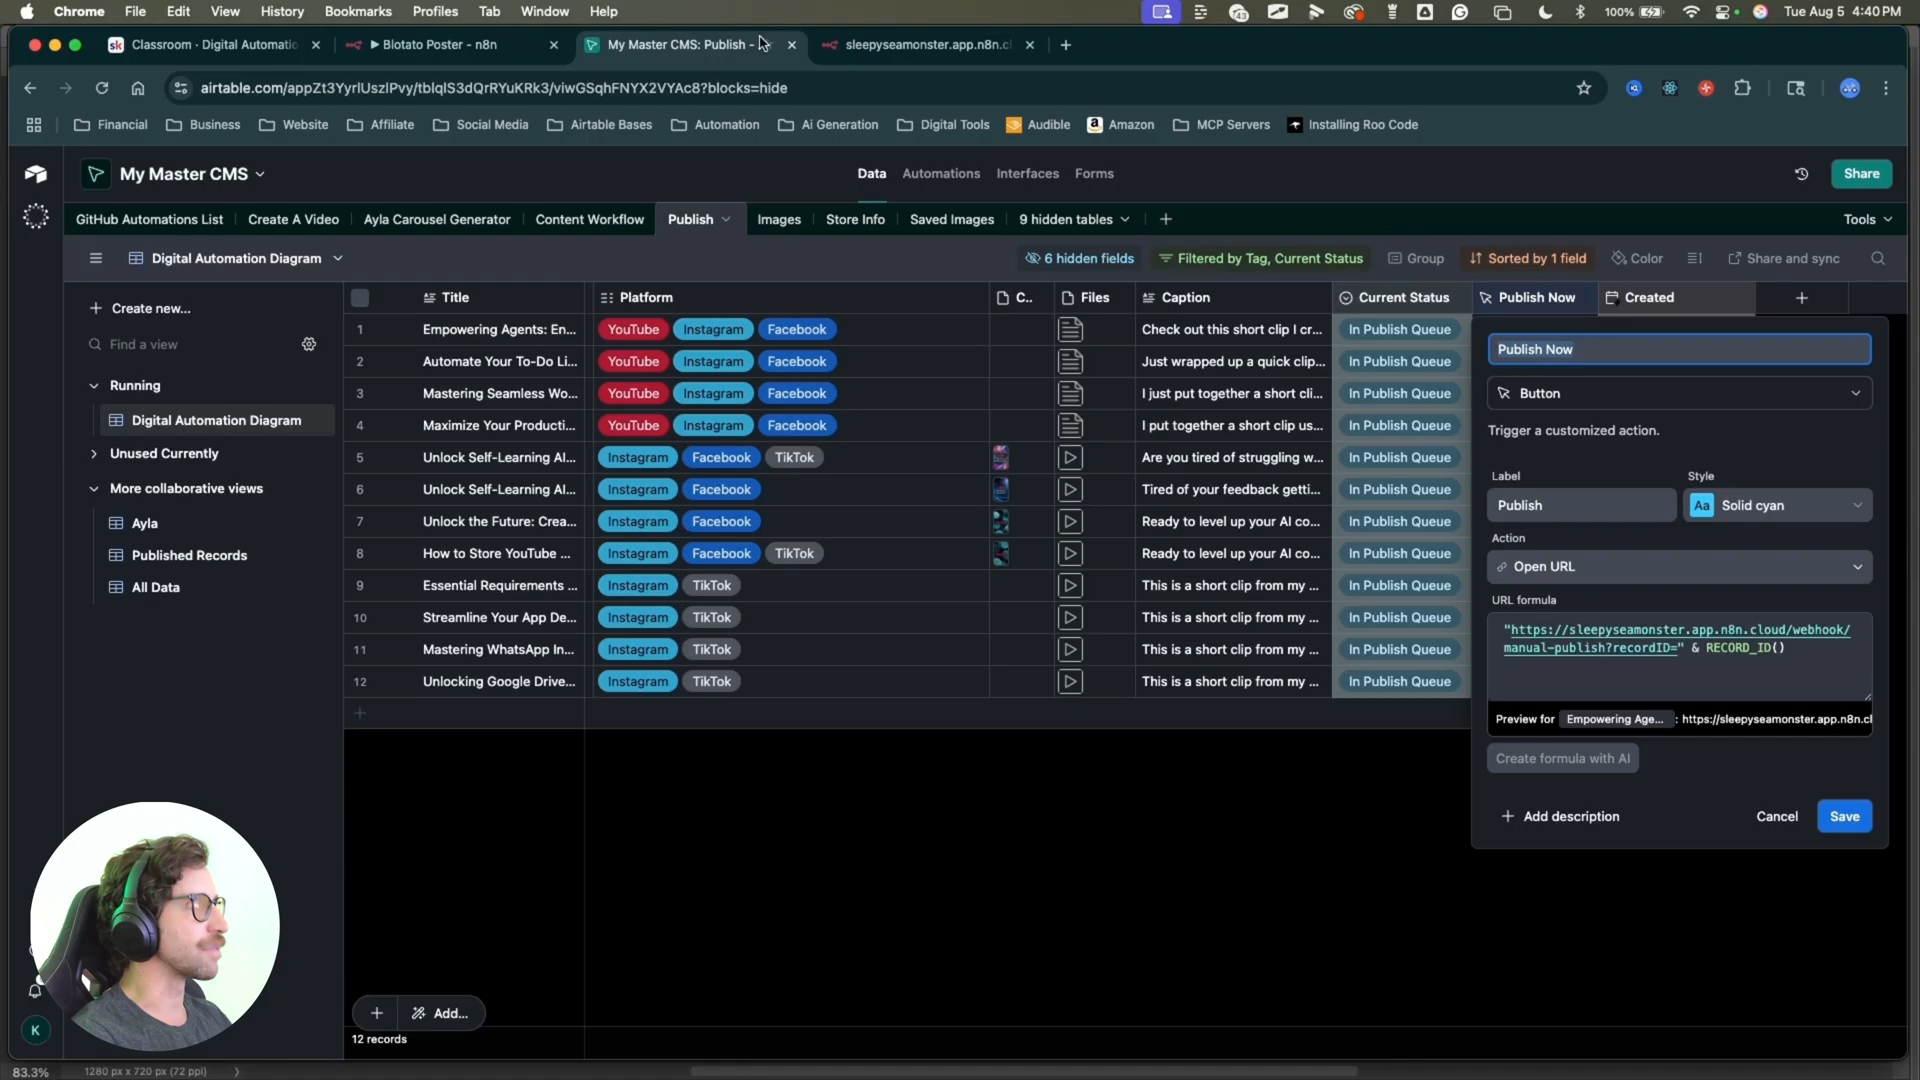 Chrome File Edit View History Bookmarks Profiles Tab Window Help 43 100% Tue Aug 5 4:40 PM
sk Classroom · Digital Automatio Blotato Poster - n8n My Master CMS: Publish - sleepyseamonster.app.n8n.cl
airtable.com/appZt3YyrlUszlPvy/tblqlS3dQrRYuKRk3/viwGSqhFNYX2VYAc8?blocks=hide
Financial Business Website Affiliate Social Media Airtable Bases Automation Ai Generation Digital Tools Audible Amazon MCP Servers Installing Roo Code
My Master CMS Data Automations Interfaces Forms Share
GitHub Automations List Create A Video Ayla Carousel Generator Content Workflow Publish Images Store Info Saved Images 9 hidden tables Tools
Digital Automation Diagram 6 hidden fields Filtered by Tag, Current Status Group Sorted by 1 field Color Share and sync
Create new...
Find a view
Running
Digital Automation Diagram
Unused Currently
More collaborative views
Ayla
Published Records
All Data
Title Platform C.. Files Caption Current Status Publish Now Created
1 Empowering Agents: En... YouTube Instagram Facebook Check out this short clip I cr... In Publish Queue
2 Automate Your To-Do Li... YouTube Instagram Facebook Just wrapped up a quick clip... In Publish Queue
3 Mastering Seamless Wo... YouTube Instagram Facebook I just put together a short cli... In Publish Queue
4 Maximize Your Producti... YouTube Instagram Facebook I put together a short clip us... In Publish Queue
5 Unlock Self-Learning AI... Instagram Facebook TikTok Are you tired of struggling w... In Publish Queue
6 Unlock Self-Learning AI... Instagram Facebook Tired of your feedback getti... In Publish Queue
7 Unlock the Future: Crea... Instagram Facebook Ready to level up your AI co... In Publish Queue
8 How to Store YouTube ... Instagram Facebook TikTok Ready to level up your AI co... In Publish Queue
9 Essential Requirements ... Instagram TikTok This is a short clip from my ... In Publish Queue
10 Streamline Your App De... Instagram TikTok This is a short clip from my ... In Publish Queue
11 Mastering WhatsApp In... Instagram TikTok This is a short clip from my ... In Publish Queue
12 Unlocking Google Drive... Instagram TikTok This is a short clip from my ... In Publish Queue
Publish Now
Button
Trigger a customized action.
Label Style
Publish Aa Solid cyan
Action
Open URL
URL formula
"https://sleepyseamonster.app.n8n.cloud/webhook/
manual-publish?recordID=" & RECORD_ID()
Preview for Empowering Age... : https://sleepyseamonster.app.n8n.cl
Create formula with AI
Add description Cancel Save
Add...
12 records
K
83.3% 1280 px x 720 px (72 ppi)